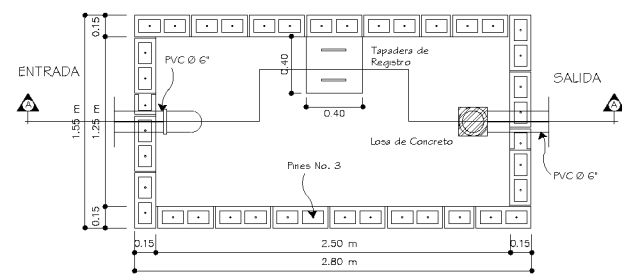 0.15
PVC Ø 6"
Tapadera de
Registro
ENTRADA
0.40
SALIDA
A
1.55 m
1.25 m
0.40
A
Losa de Concreto
Pines No. 3
PVC Ø 6"
0.15
0.15
2.50 m
0.15
2.80 m